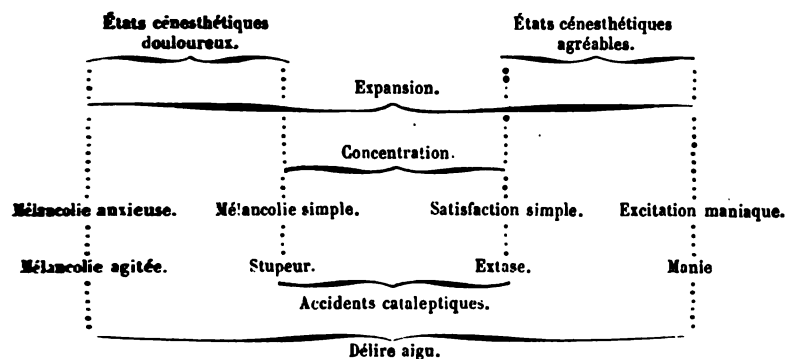 États cénesthétiques
douloureux.
États cénesthétiques
agréables.
Expansion.
Concentration.
Mélancolie anxieuse. Mélancolie simple. Satisfaction simple. Excitation maniaque.
Mélancolie agitée. Stupeur. Extase. Manie
Accidents cataleptiques.
Délire aigu.